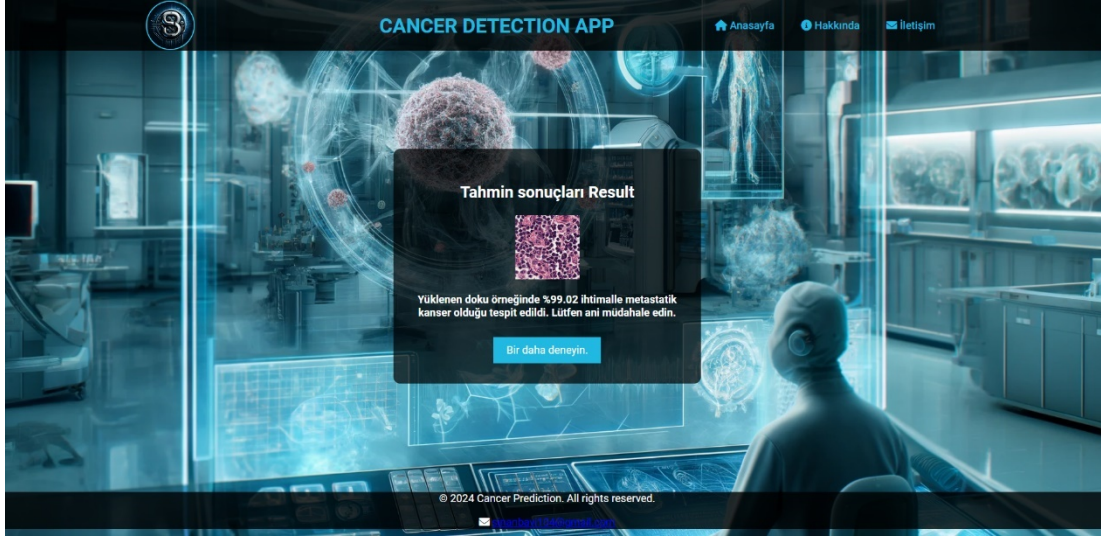 CANCER DETECTION APP
Anasayfa
Hakkında
İletişim
Tahmin sonuçları Result
Yüklenen doku örneğinde %99.02 ihtimalle metastatik
kanser olduğu tespit edildi. Lütfen ani müdahale edin.
Bir daha deneyin.
© 2024 Cancer Prediction. All rights reserved.